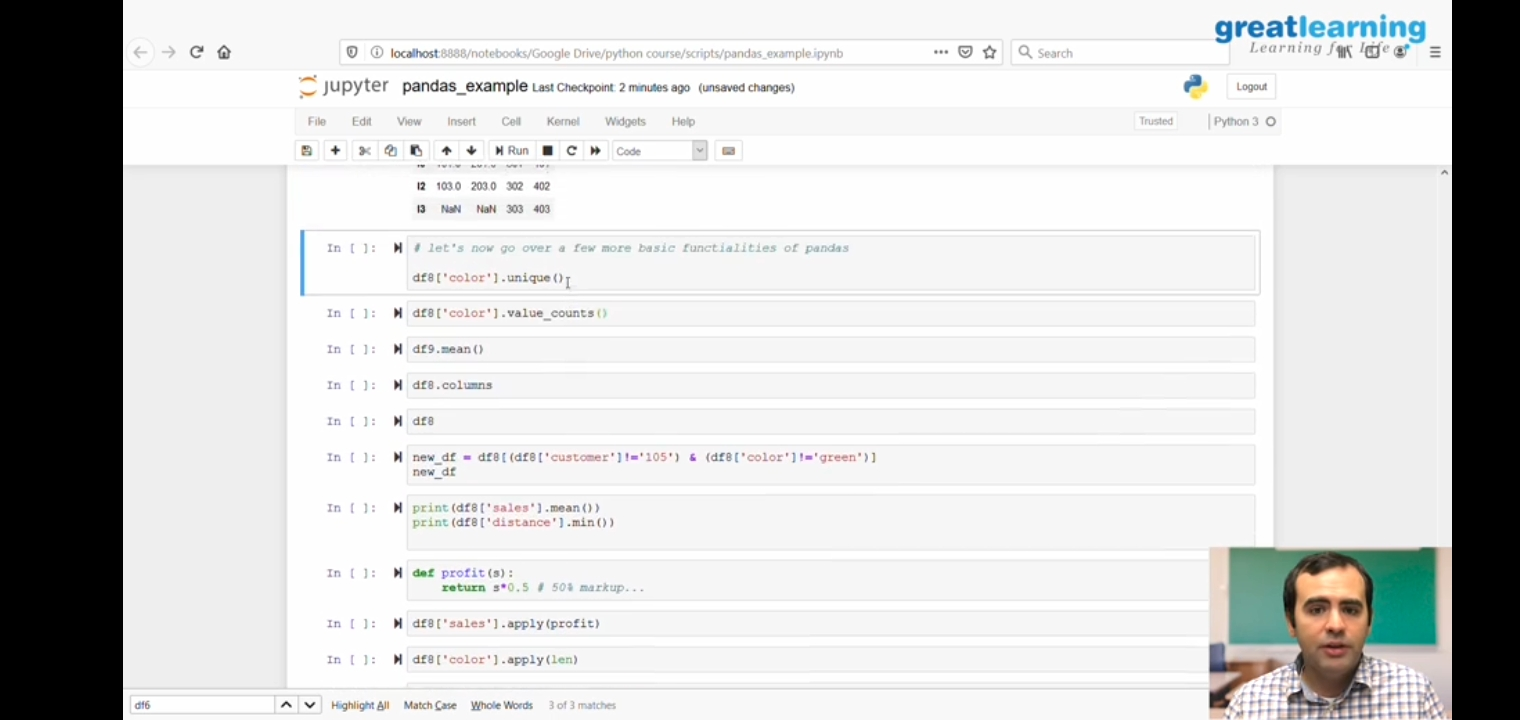 greatlearning
Learning for Life
localhost:8888/notebooks/Google Drive/python course/scripts/pandas_example.ipynb
Search
jupyter pandas_example Last Checkpoint: 2 minutes ago (unsaved changes)
Logout
File Edit View Insert Cell Kernel Widgets Help
Trusted
Python 3
Run
Code
I2 103.0 203.0 302 402
I3 NaN NaN 303 403
In [ ]: # let's now go over a few more basic functialities of pandas
df8['color'].unique()
In [ ]: df8['color'].value_counts()
In [ ]: df9.mean()
In [ ]: df8.columns
In [ ]: df8
In [ ]: new_df = df8[(df8['customer']!='105') & (df8['color']!='green')]
new_df
In [ ]: print(df8['sales'].mean())
print(df8['distance'].min())
In [ ]: def profit(s):
return s*0.5 # 50% markup...
In [ ]: df8['sales'].apply(profit)
In [ ]: df8['color'].apply(len)
df6
Highlight All Match Case Whole Words 3 of 3 matches